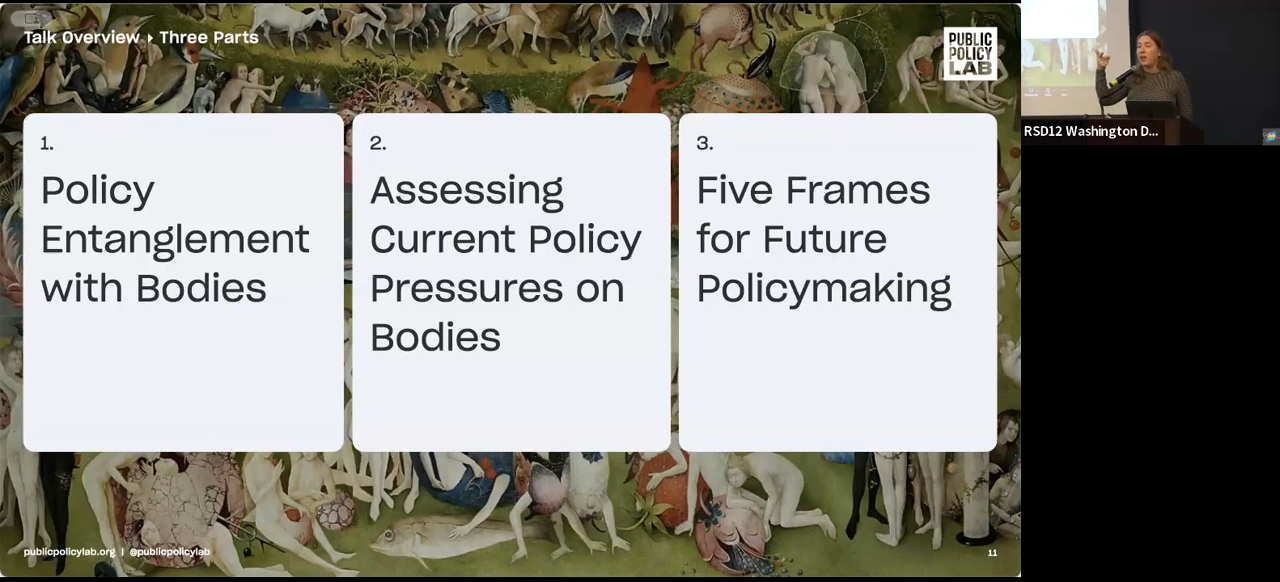 Talk Overview ▸ Three Parts
PUBLIC
POLICY
LAB
1.
Policy
Entanglement
with Bodies
2.
Assessing
Current Policy
Pressures on
Bodies
3.
Five Frames
for Future
Policymaking
publicpolicylab.org | @publicpolicylab
11
RSD12 Washington D...